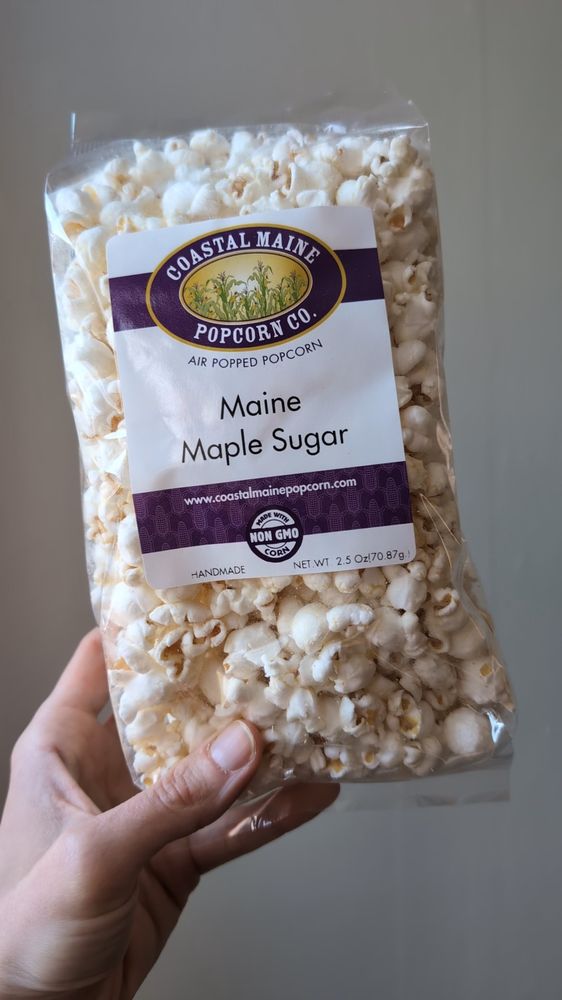 COASTAL MAINE
POPCORN CO.
AIR POPPED POPCORN
Maine
Maple Sugar
www.coastalmainepopcorn.com
MADE WITH
NON GMO
CORN
HANDMADE
NET WT. 2.5 Oz(70.87g.)